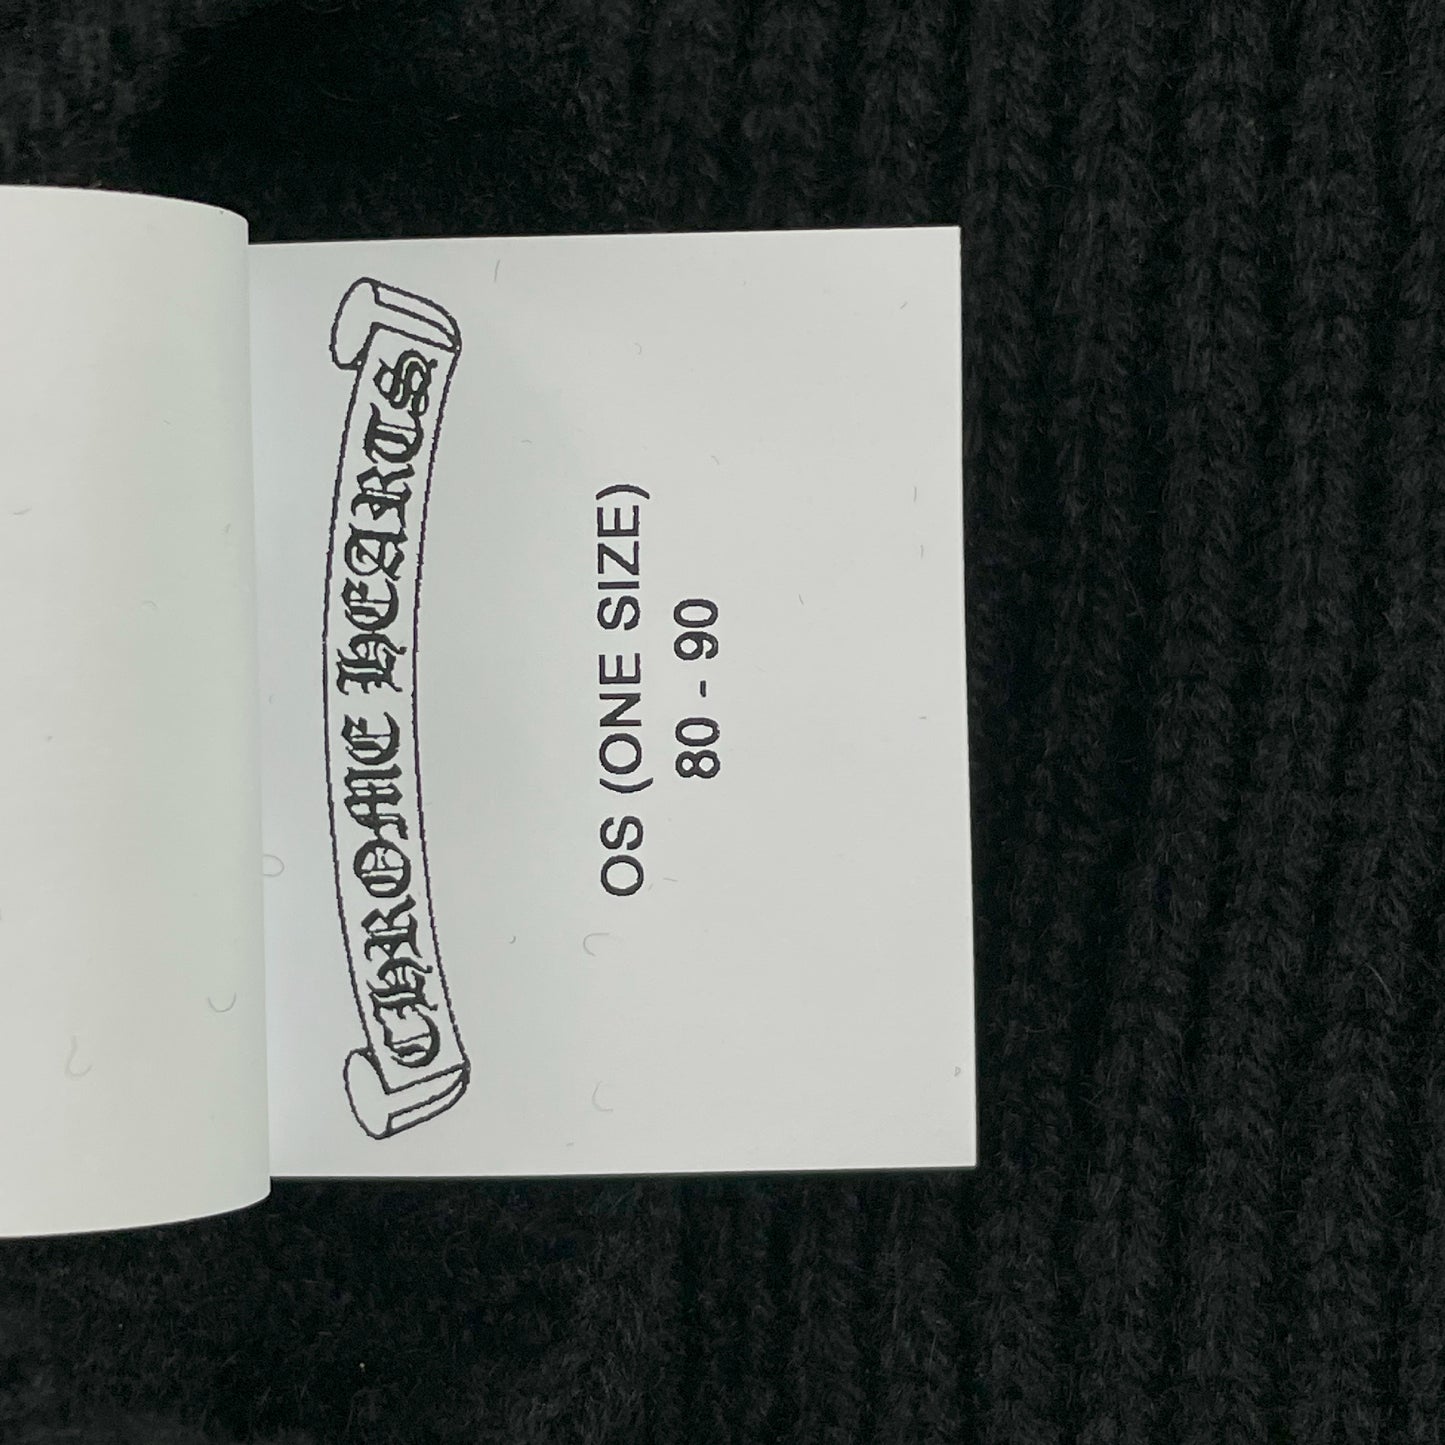 CHROME HEARTS
OS (ONE SIZE)
80 - 90